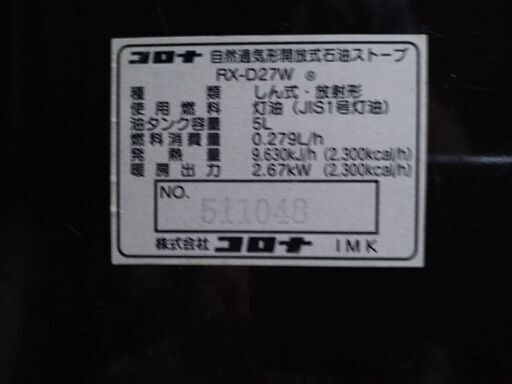 コロナ 自然通気形開放式石油ストーブ
RX-D27W
種類 しん式・放射形
使用燃料 灯油(JIS1号灯油)
油タンク容量 5L
燃料消費量 0.279L/h
発熱量 9,630kJ/h(2,300kcal/h)
暖房出力 2.67kW(2,300kcal/h)
NO.
511048
株式会社 コロナ IMK